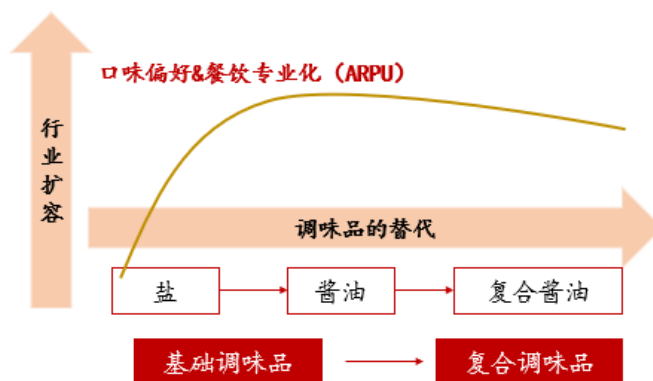 口味偏好&餐饮专业化（ARPU）
行业扩容
调味品的替代
盐
酱油
复合酱油
基础调味品
复合调味品